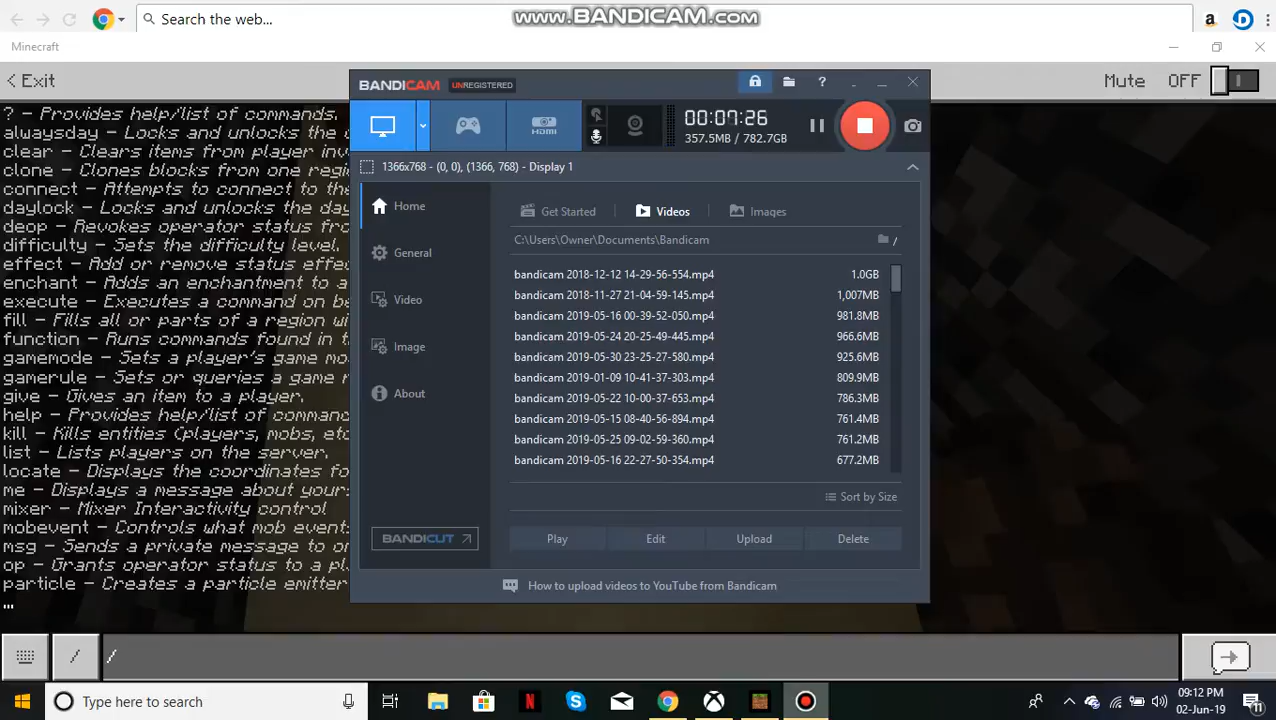 Search the web...
www.BANDICAM.com
Minecraft
< Exit
Mute OFF
? - Provides help/list of commands.
alwaysday - Locks and unlocks the
clear - Clears items from player
clone - Clones blocks from one
connect - Attempts to connect to the
daylock - Locks and unlocks the
deop - Revokes operator status
difficulty - Sets the difficulty level.
effect - Add or remove status
enchant - Adds an enchantment to a
execute - Executes a command on
fill - Fills all or parts of a region
function - Runs commands found in
gamemode - Sets a player's game
gamerule - Sets or queries a game
give - Gives an item to a player.
help - Provides help/list of
kill - Kills entities (players, mobs,
list - Lists players on the server.
locate - Displays the coordinates
me - Displays a message about
mixer - Mixer Interactivity control
mobevent - Controls what mob
msg - Sends a private message to
op - Grants operator status to a
particle - Creates a particle emitter
...
/ /
BANDICAM UNREGISTERED
?
HDMI
00:07:26
357.5MB / 782.7GB
1366x768 - (0, 0), (1366, 768) - Display 1
Home
General
Video
Image
About
BANDICUT
Get Started
Videos
Images
C:\Users\Owner\Documents\Bandicam
/
bandicam 2018-12-12 14-29-56-554.mp4 1.0GB
bandicam 2018-11-27 21-04-59-145.mp4 1,007MB
bandicam 2019-05-16 00-39-52-050.mp4 981.8MB
bandicam 2019-05-24 20-25-49-445.mp4 966.6MB
bandicam 2019-05-30 23-25-27-580.mp4 925.6MB
bandicam 2019-01-09 10-41-37-303.mp4 809.9MB
bandicam 2019-05-22 10-00-37-653.mp4 786.3MB
bandicam 2019-05-15 08-40-56-894.mp4 761.4MB
bandicam 2019-05-25 09-02-59-360.mp4 761.2MB
bandicam 2019-05-16 22-27-50-354.mp4 677.2MB
Sort by Size
Play Edit Upload Delete
How to upload videos to YouTube from Bandicam
Type here to search
09:12 PM
02-Jun-19
11